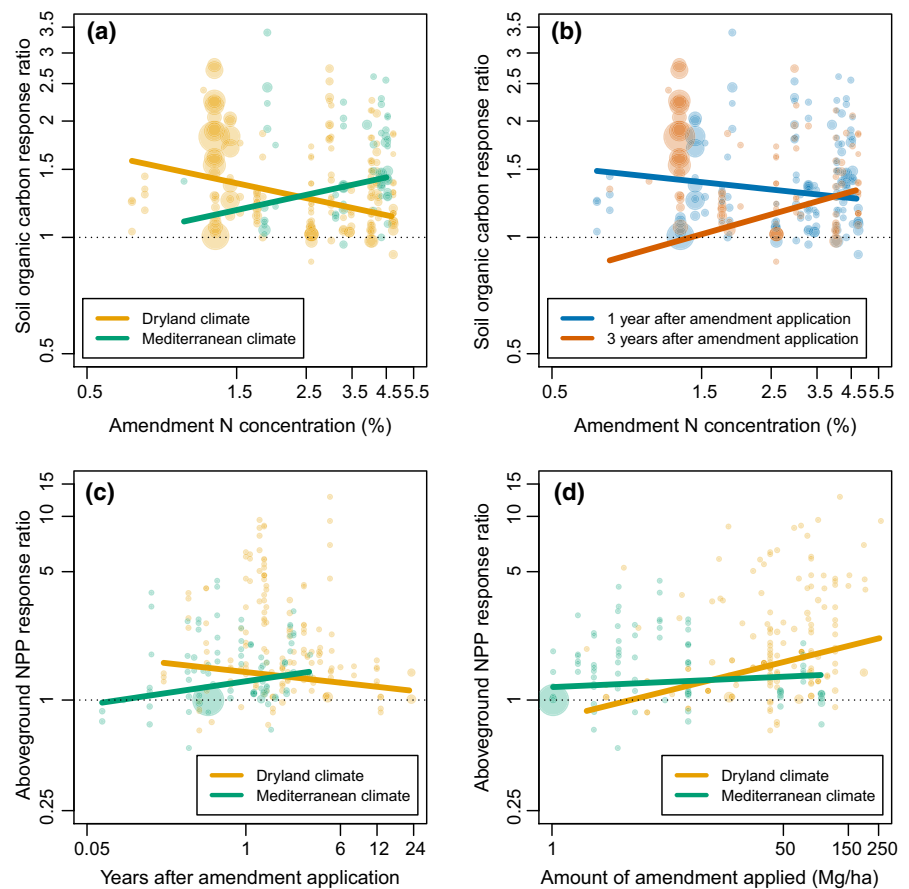 (a)
Soil organic carbon response ratio
3.5
3
2.5
2
1.5
1
0.5
Dryland climate
Mediterranean climate
0.5 1.5 2.5 3.5 4.5 5.5
Amendment N concentration (%)
(b)
Soil organic carbon response ratio
3.5
3
2.5
2
1.5
1
0.5
1 year after amendment application
3 years after amendment application
0.5 1.5 2.5 3.5 4.5 5.5
Amendment N concentration (%)
(c)
Aboveground NPP response ratio
15
10
5
1
0.25
Dryland climate
Mediterranean climate
0.05 1 6 12 24
Years after amendment application
(d)
Aboveground NPP response ratio
15
10
5
1
0.25
Dryland climate
Mediterranean climate
1 50 150 250
Amount of amendment applied (Mg/ha)